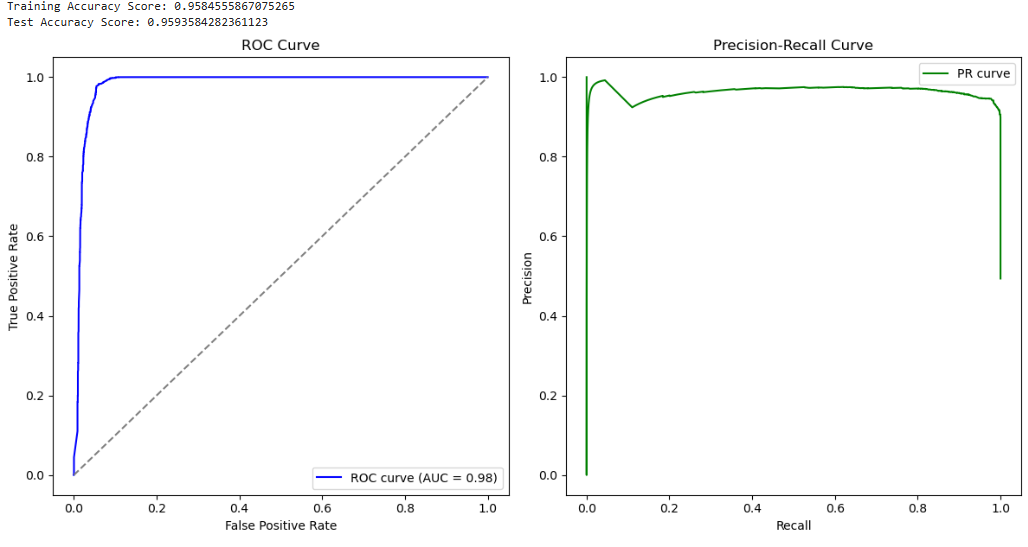 Training Accuracy Score: 0.9584555867075265
Test Accuracy Score: 0.9593584282361123
ROC Curve
1.0
0.8
0.6
0.4
0.2
0.0
True Positive Rate
0.0 0.2 0.4 0.6 0.8 1.0
False Positive Rate
ROC curve (AUC = 0.98)
Precision-Recall Curve
PR curve
1.0
0.8
0.6
0.4
0.2
0.0
Precision
0.0 0.2 0.4 0.6 0.8 1.0
Recall